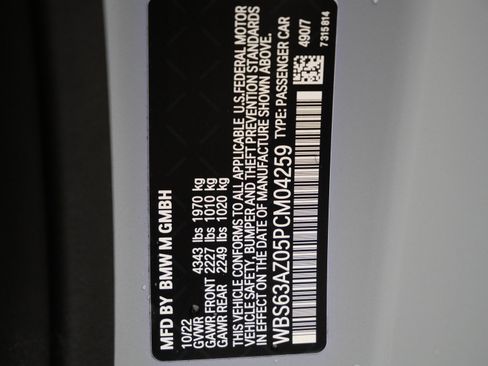 MFD BY BMW M GMBH
10/22
GVWR 4343 lbs 1970 kg
GAWR FRONT 2227 lbs 1010 kg
GAWR REAR 2249 lbs 1020 kg
THIS VEHICLE CONFORMS TO ALL APPLICABLE U.S.FEDERAL MOTOR
VEHICLE SAFETY, BUMPER AND THEFT PREVENTION STANDARDS
IN EFFECT ON THE DATE OF MANUFACTURE SHOWN ABOVE.
WBS63AZ05PCM04259 TYPE: PASSENGER CAR
490/7
7315814